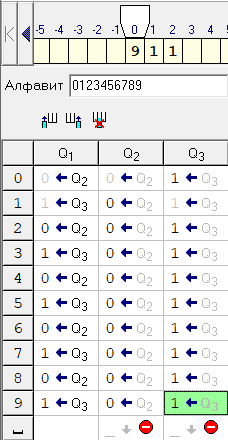 -5 -4 -3 -2 -1 0 1 2 3 4 5
9 1 1
Алфавит 0123456789
Q1 Q2 Q3
0 0 ← Q2 0 ← Q2 1 ← Q3
1 1 ← Q3 0 ← Q2 1 ← Q3
2 0 ← Q2 0 ← Q2 1 ← Q3
3 1 ← Q3 0 ← Q2 1 ← Q3
4 0 ← Q2 0 ← Q2 1 ← Q3
5 1 ← Q3 0 ← Q2 1 ← Q3
6 0 ← Q2 0 ← Q2 1 ← Q3
7 1 ← Q3 0 ← Q2 1 ← Q3
8 0 ← Q2 0 ← Q2 1 ← Q3
9 1 ← Q3 0 ← Q2 1 ← Q3
_ _ ↓ _ ↓